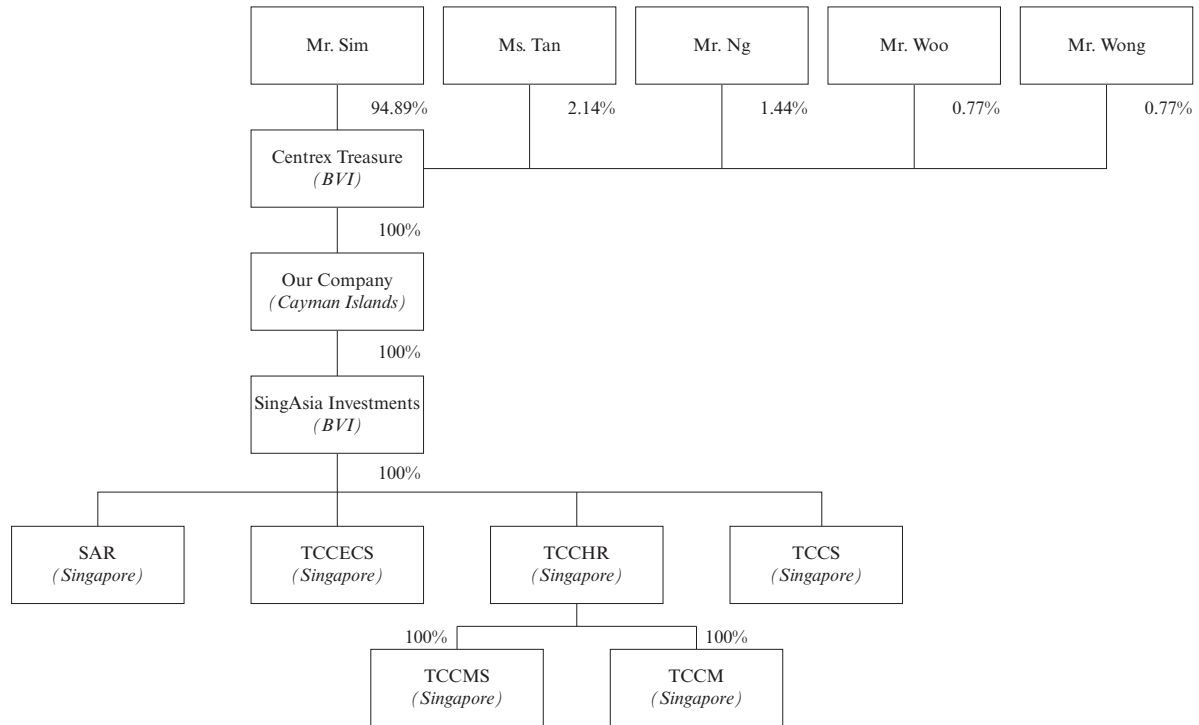 Mr. Sim
Ms. Tan
Mr. Ng
Mr. Woo
Mr. Wong
94.89%
2.14%
1.44%
0.77%
0.77%
Centrex Treasure
(BVI)
100%
Our Company
(Cayman Islands)
100%
SingAsia Investments
(BVI)
100%
SAR
(Singapore)
TCCECS
(Singapore)
TCCHR
(Singapore)
TCCS
(Singapore)
100%
100%
TCCMS
(Singapore)
TCCM
(Singapore)